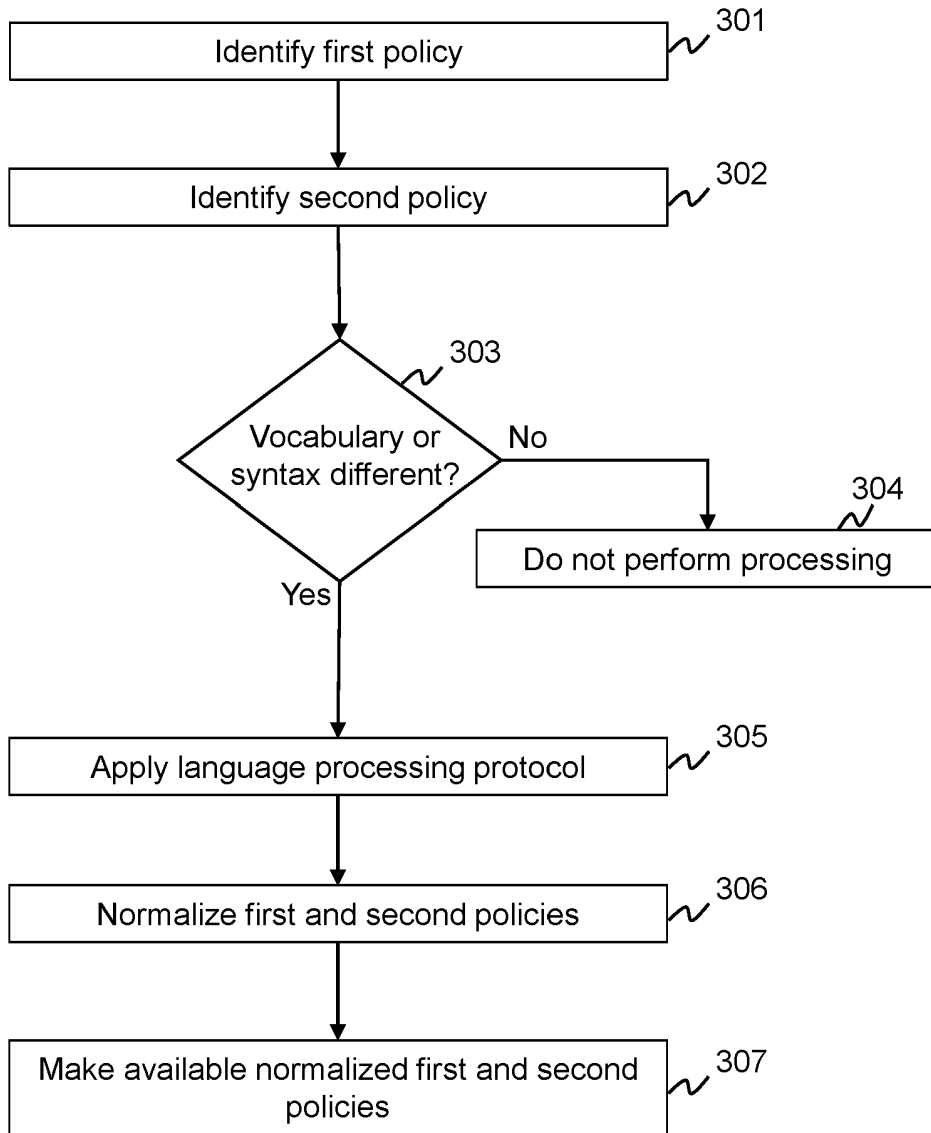 301
Identify first policy
302
Identify second policy
303
Vocabulary or
syntax different?
No
304
Do not perform processing
Yes
305
Apply language processing protocol
306
Normalize first and second policies
307
Make available normalized first and second
policies